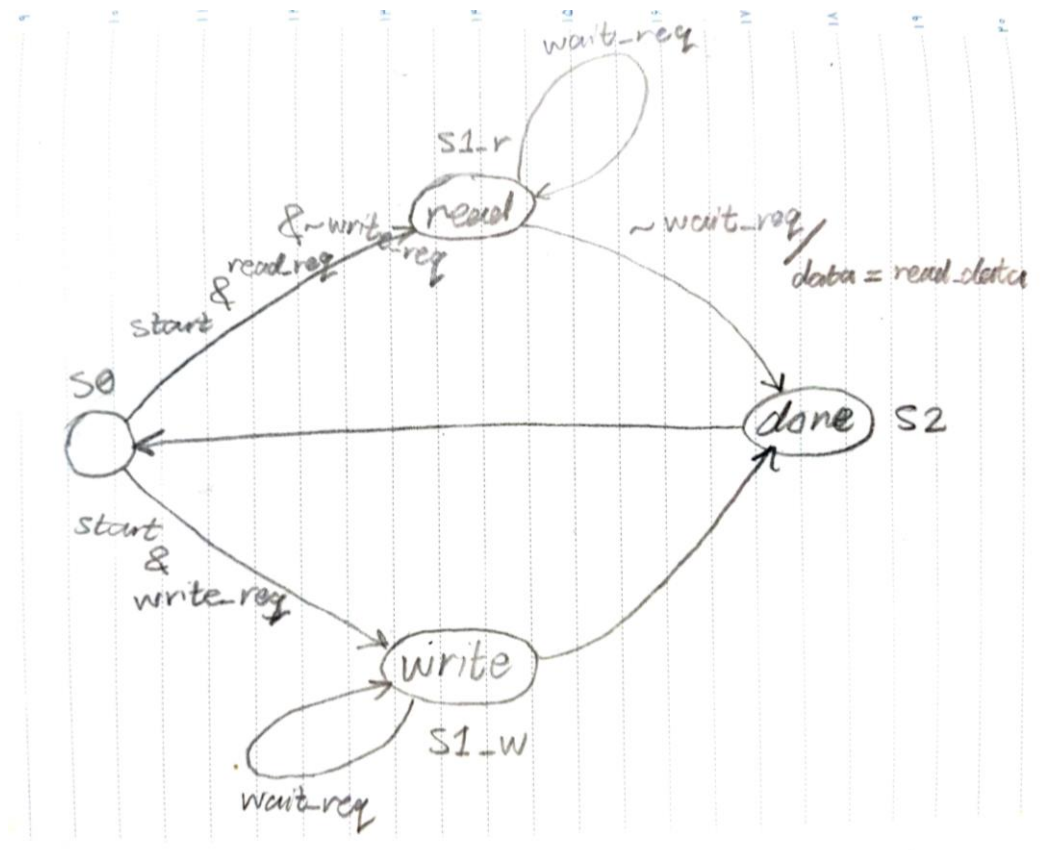 wait_req
S1_r
read
&~write_req
~wait_req/
data = read_data
read_req
&
start
S0
done
S2
start
&
write_req
write
S1_w
wait_req